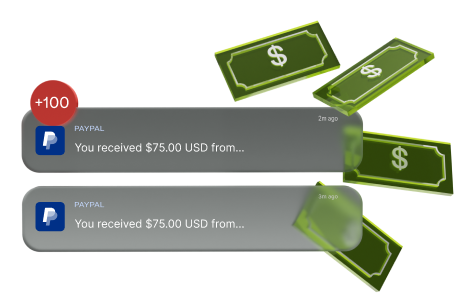 $
$
+100
2m ago
PAYPAL
You received $75.00 USD from...
$
3m ago
PAYPAL
You received $75.00 USD from...